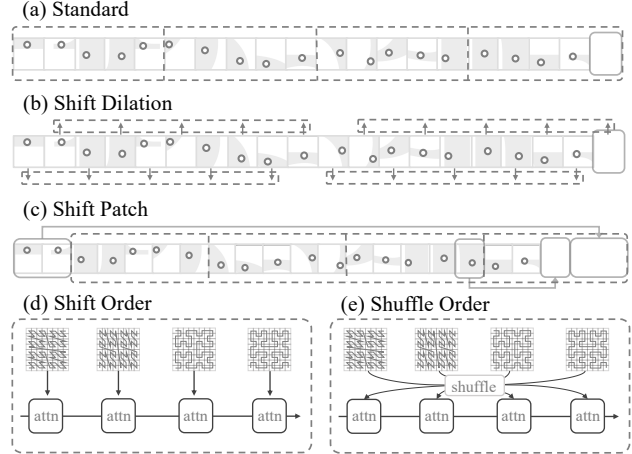 (a) Standard
(b) Shift Dilation
(c) Shift Patch
(d) Shift Order
(e) Shuffle Order
shuffle
attn attn attn attn attn attn attn attn